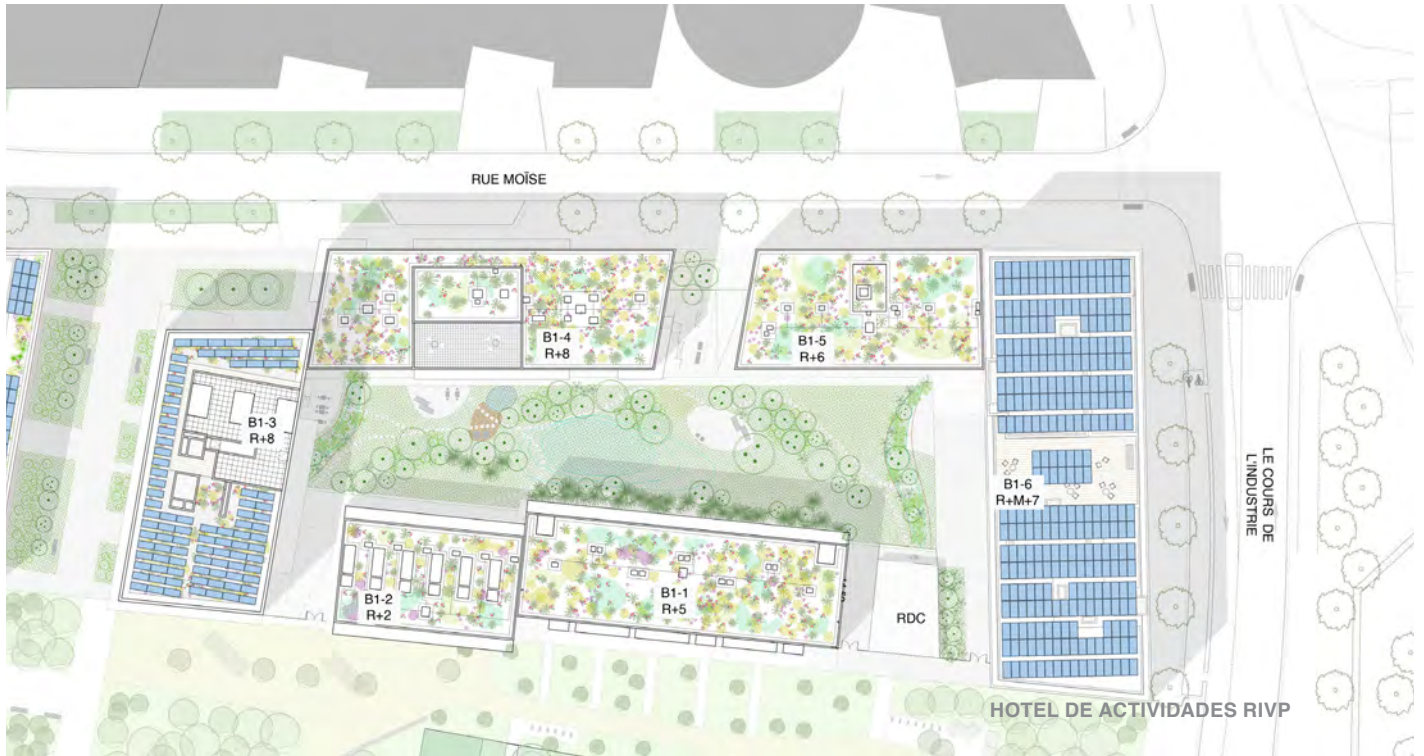 RUE MOÏSE
B1-4
R+8
B1-5
R+6
B1-3
R+8
B1-6
R+M+7
LE COURS DE
L'INDUSTRIE
B1-2
R+2
B1-1
R+5
RDC
HOTEL DE ACTIVIDADES RIVP